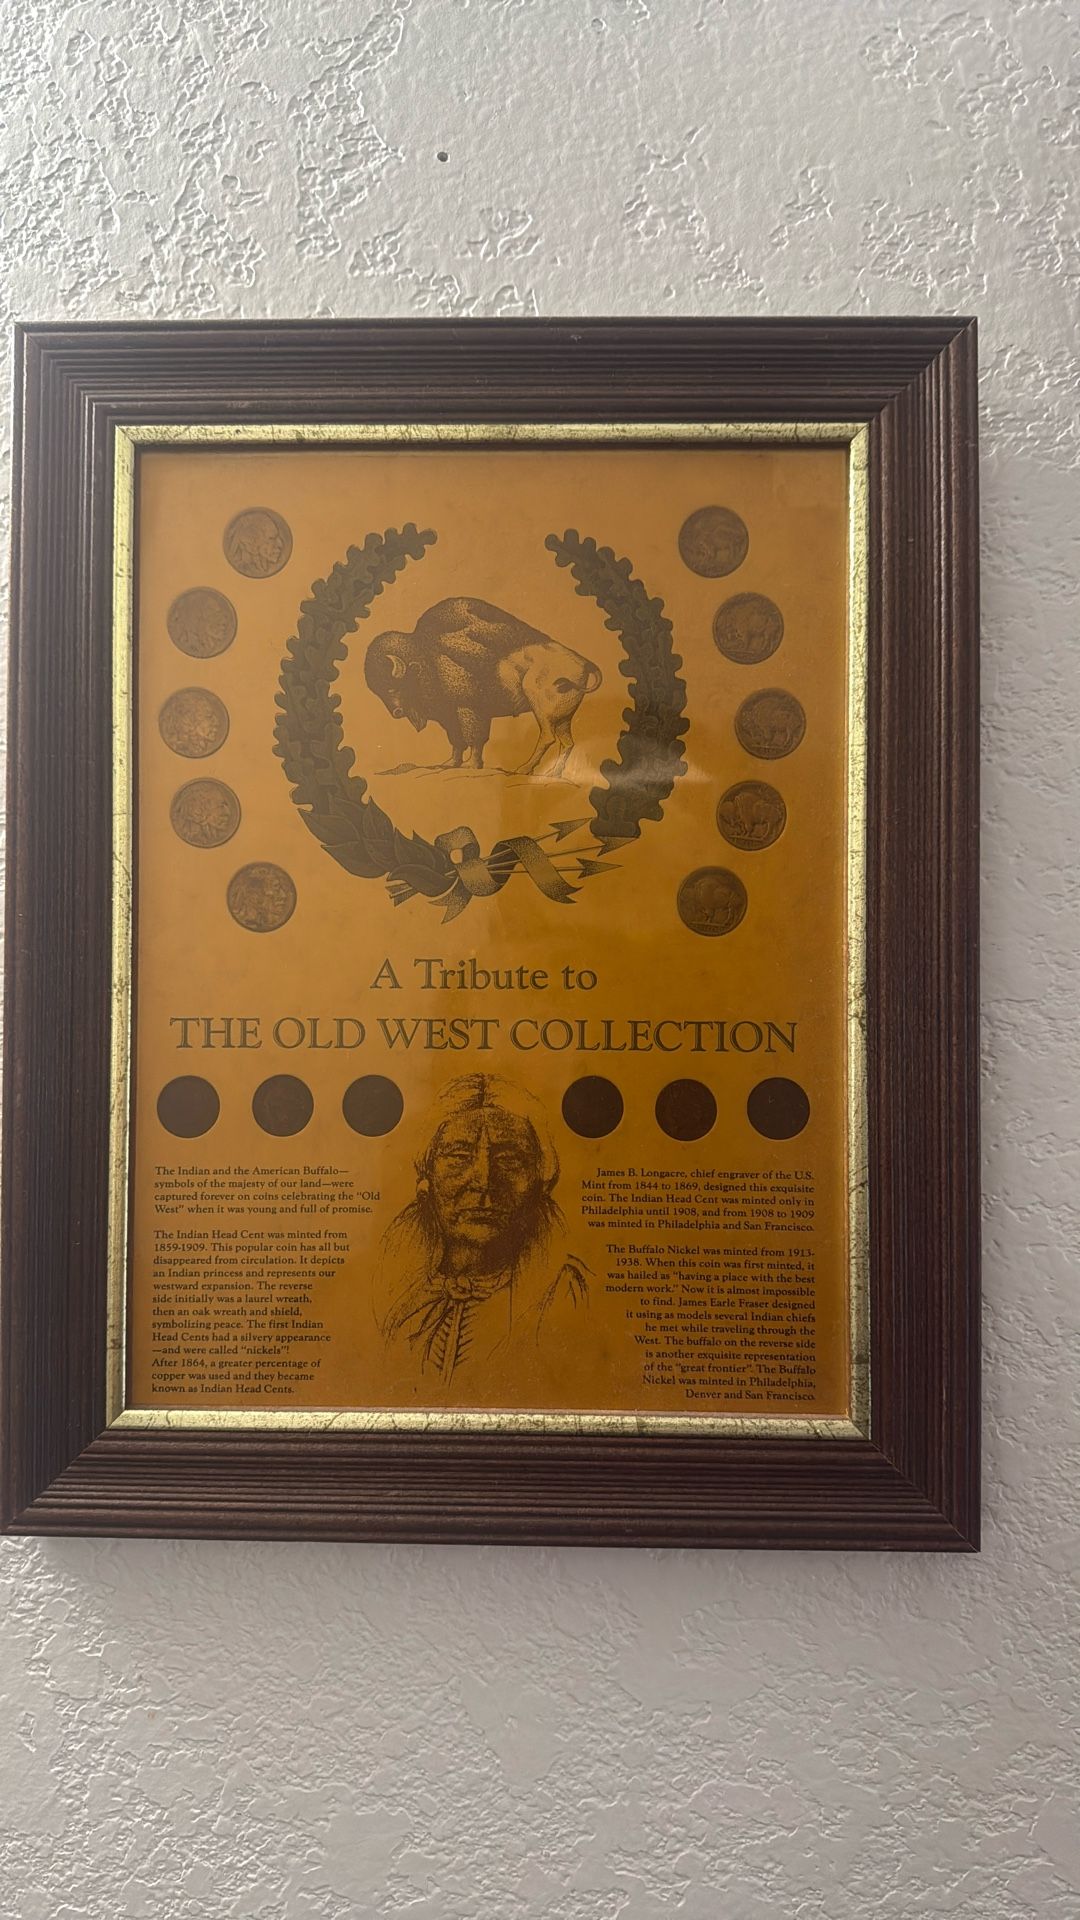 A Tribute to
THE OLD WEST COLLECTION
The Indian and the American Buffalo—
symbols of the majesty of our land—were
captured forever on coins celebrating the "Old
West" when it was young and full of promise.
The Indian Head Cent was minted from
1859-1909. This popular coin has all but
disappeared from circulation. It depicts
an Indian princess and represents our
westward expansion. The reverse
side initially was a laurel wreath,
then an oak wreath and shield,
symbolizing peace. The first Indian
Head Cents had a silvery appearance
—and were called "nickels"!
After 1864, a greater percentage of
copper was used and they became
known as Indian Head Cents.
James B. Longacre, chief engraver of the U.S.
Mint from 1844 to 1869, designed this exquisite
coin. The Indian Head Cent was minted only in
Philadelphia until 1908, and from 1908 to 1909
was minted in Philadelphia and San Francisco.
The Buffalo Nickel was minted from 1913-
1938. When this coin was first minted, it
was hailed as "having a place with the best
modern work." Now it is almost impossible
to find. James Earle Fraser designed
it using as models several Indian chiefs
he met while traveling through the
West. The buffalo on the reverse side
is another exquisite representation
of the "great frontier". The Buffalo
Nickel was minted in Philadelphia,
Denver and San Francisco.